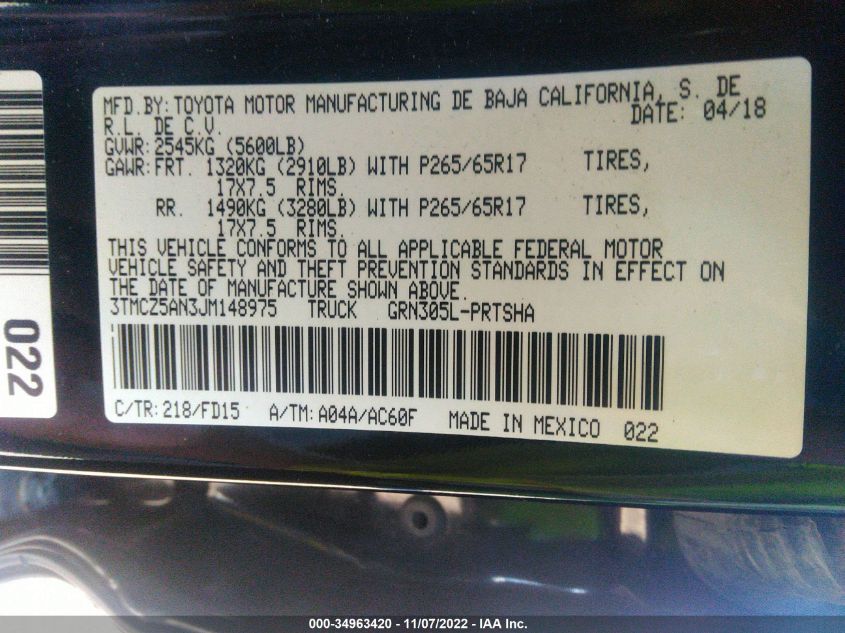 MFD.BY:TOYOTA MOTOR MANUFACTURING DE BAJA CALIFORNIA, S. DE
R.L. DE C.V. DATE: 04/18
GVWR:2545KG (5600LB)
GAWR:FRT. 1320KG (2910LB) WITH P265/65R17 TIRES,
17X7.5 RIMS.
RR. 1490KG (3280LB) WITH P265/65R17 TIRES,
17X7.5 RIMS.
THIS VEHICLE CONFORMS TO ALL APPLICABLE FEDERAL MOTOR
VEHICLE SAFETY AND THEFT PREVENTION STANDARDS IN EFFECT ON
THE DATE OF MANUFACTURE SHOWN ABOVE.
3TMCZ5AN3JM148975 TRUCK GRN305L-PRTSHA
C/TR:218/FD15 A/TM:A04A/AC60F MADE IN MEXICO 022
022
000-34963420 - 11/07/2022 - IAA Inc.